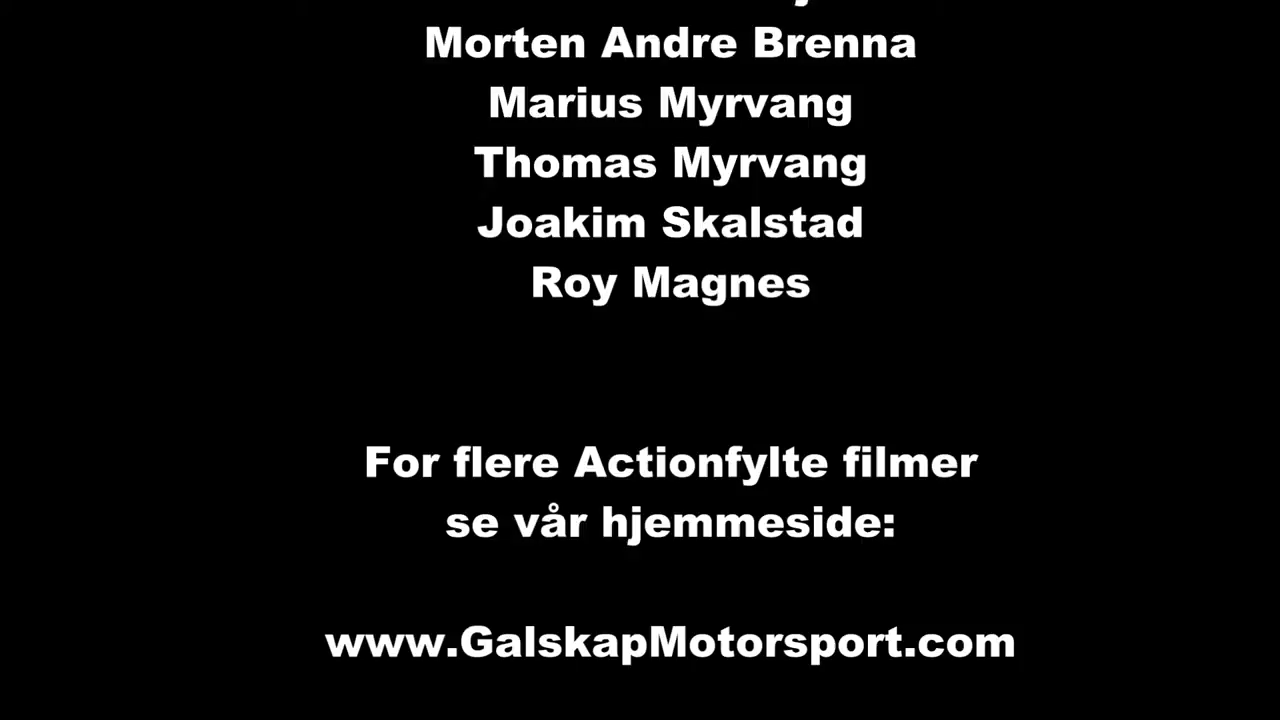 Morten Andre Brenna
Marius Myrvang
Thomas Myrvang
Joakim Skalstad
Roy Magnes
For flere Actionfylte filmer
se vår hjemmeside:
www.GalskapMotorsport.com